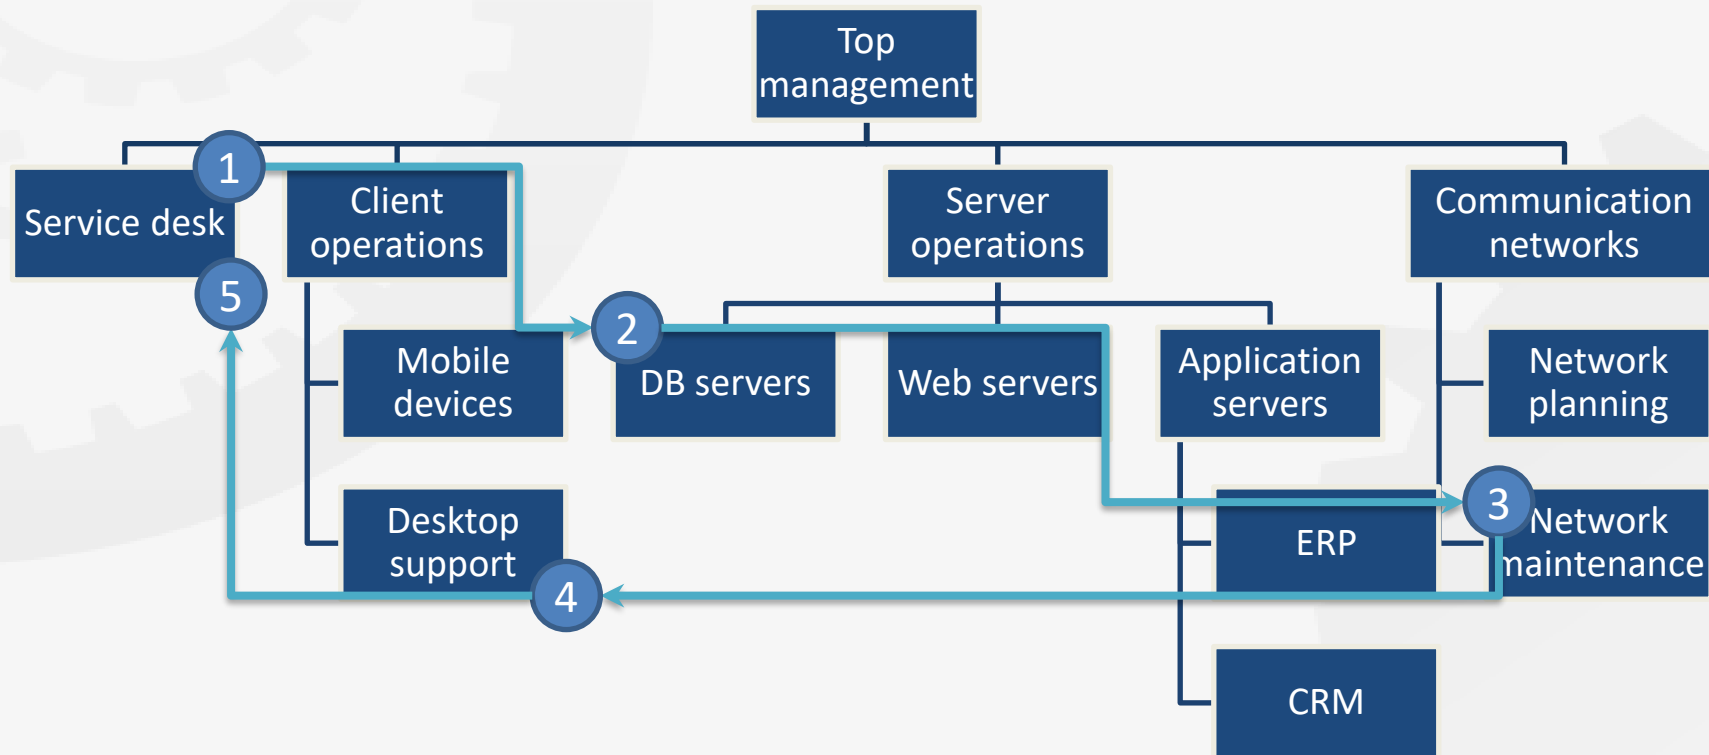 Top
management
1
Service desk
Client
operations
Server
operations
Communication
networks
5
2
Mobile
devices
DB servers
Web servers
Application
servers
Network
planning
Desktop
support
ERP
3
Network
maintenance
4
CRM